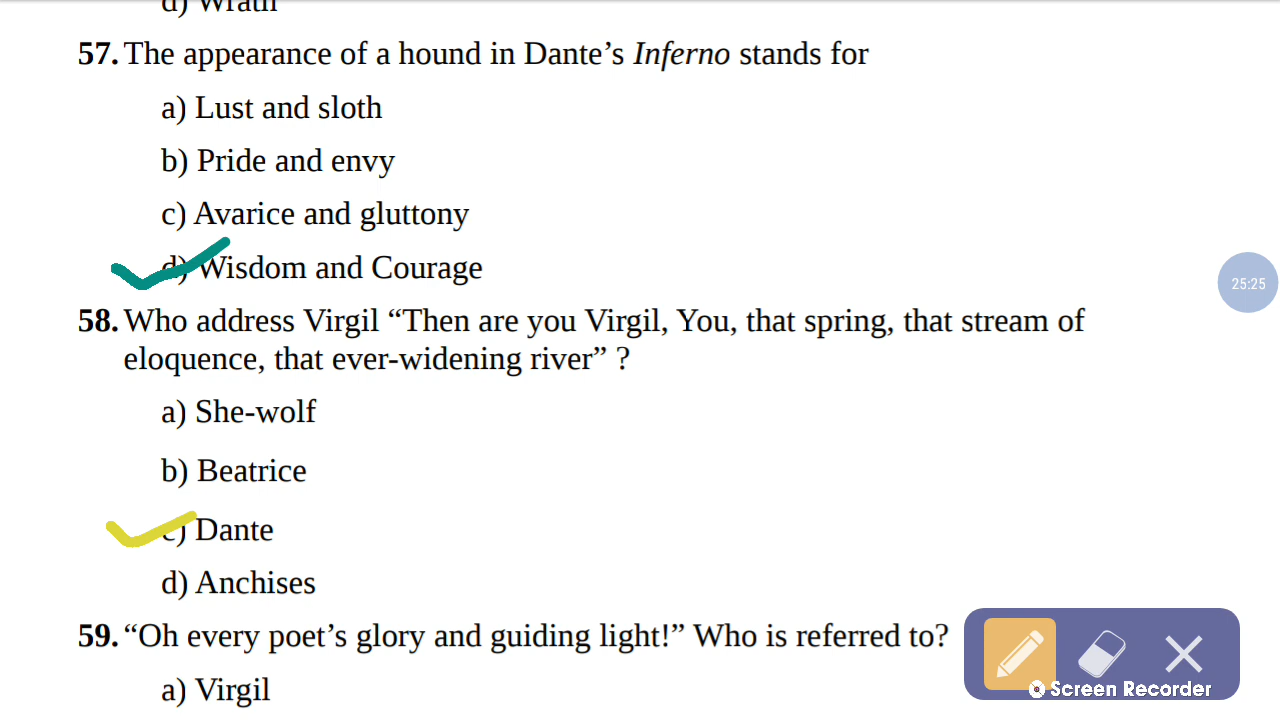 d) Wrath
57. The appearance of a hound in Dante’s Inferno stands for
a) Lust and sloth
b) Pride and envy
c) Avarice and gluttony
d) Wisdom and Courage
25:25
58. Who address Virgil “Then are you Virgil, You, that spring, that stream of
eloquence, that ever-widening river” ?
a) She-wolf
b) Beatrice
c) Dante
d) Anchises
59. “Oh every poet’s glory and guiding light!” Who is referred to?
a) Virgil
Screen Recorder